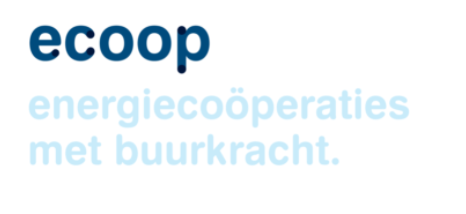 ecoop
energiecoöperaties
met buurkracht.